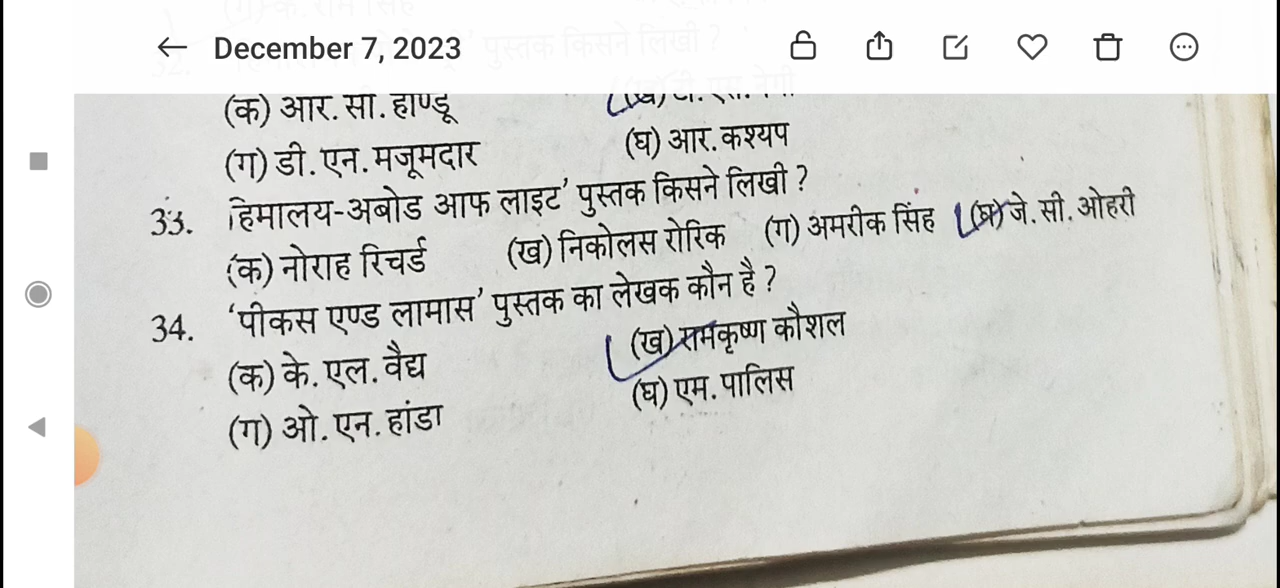 December 7, 2023
(क) आर. सी. हाण्डू
(ग) डी. एन. मजूमदार (घ) आर. कश्यप
33. हिमालय-अबोड आफ लाइट' पुस्तक किसने लिखी ?
(क) नोराह रिचर्ड (ख) निकोलस रोरिक (ग) अमरीक सिंह (घ) जे. सी. ओहरी
34. 'पीकस एण्ड लामास' पुस्तक का लेखक कौन है ?
(क) के. एल. वैद्य (ख) रामकृष्ण कौशल
(ग) ओ. एन. हांडा (घ) एम. पालिस